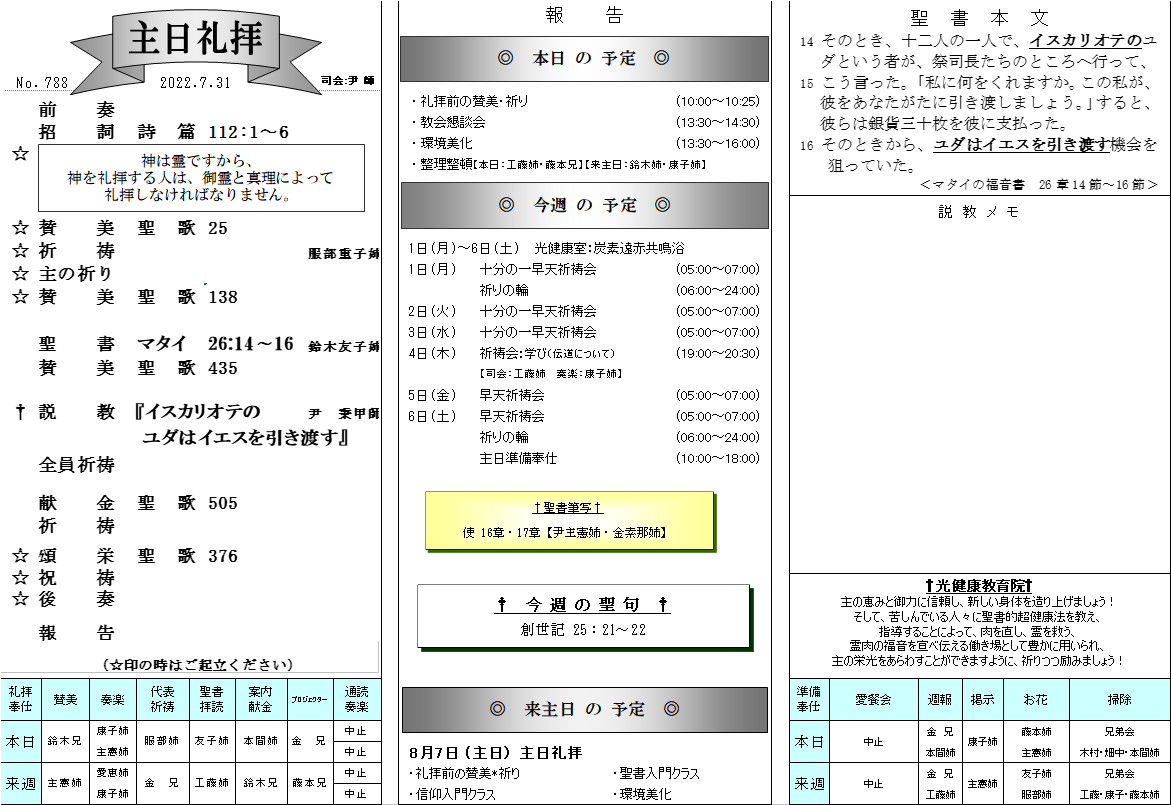 主日礼拝
No. 788
2022.7.31
司会:尹 師
前 奏
招 詞 詩 篇 112:1～6
☆
神は霊ですから、
神を礼拝する人は、御霊と真理によって
礼拝しなければなりません。
☆ 賛 美 聖 歌 25
☆ 祈 祷 服部重子姉
☆ 主の祈り
☆ 賛 美 聖 歌 138
聖 書 マタイ 26:14～16 鈴木友子姉
賛 美 聖 歌 435
† 説 教 『イスカリオテの 尹 秉甲師
ユダはイエスを引き渡す』
全員祈祷
献 金 聖 歌 505
祈 祷
☆ 頌 栄 聖 歌 376
☆ 祝 祷
☆ 後 奏
報 告
(☆印の時はご起立ください)
礼拝奉仕 賛美 奏楽 代表祈祷 聖書拝読 案内献金 プロジェクター 通読奏楽
本日 鈴木兄 康子姉 主憲姉 服部姉 友子姉 本間姉 金 兄 中止 中止
来週 主憲姉 愛恵姉 康子姉 金 兄 工藤姉 鈴木兄 藤本兄 中止 中止
報 告
◎ 本日 の 予定 ◎
・礼拝前の賛美・祈り (10:00～10:25)
・教会懇談会 (13:30～14:30)
・環境美化 (13:30～16:00)
・整理整頓【本日:工藤姉・藤本兄】【来主日:鈴木姉・康子姉】
◎ 今週 の 予定 ◎
1日(月)～6日(土) 光健康室:炭素遠赤共鳴浴
1日(月) 十分の一早天祈祷会 (05:00～07:00)
祈りの輪 (06:00～24:00)
2日(火) 十分の一早天祈祷会 (05:00～07:00)
3日(水) 十分の一早天祈祷会 (05:00～07:00)
4日(木) 祈祷会:学び(伝道について) (19:00～20:30)
【司会:工藤姉 奏楽:康子姉】
5日(金) 早天祈祷会 (05:00～07:00)
6日(土) 早天祈祷会 (05:00～07:00)
祈りの輪 (06:00～24:00)
主日準備奉仕 (10:00～18:00)
†聖書筆写†
使 16章・17章【尹主憲姉・金索那姉】
† 今 週 の 聖 句 †
創世記 25：21～22
◎ 来主日 の 予定 ◎
8月7日(主日) 主日礼拝
・礼拝前の賛美*祈り ・聖書入門クラス
・信仰入門クラス ・環境美化
聖 書 本 文
14 そのとき、十二人の一人で、イスカリオテのユ
ダという者が、祭司長たちのところへ行って、
15 こう言った。「私に何をくれますか。この私が、
彼をあなたがたに引き渡しましょう。」すると、
彼らは銀貨三十枚を彼に支払った。
16 そのときから、ユダはイエスを引き渡す機会を
狙っていた。
＜マタイの福音書 26 章14節～16節＞
説 教 メ モ
†光健康教育院†
主の恵みと御力に信頼し、新しい身体を造り上げましょう！
そして、苦しんでいる人々に聖書的超健康法を教え、
指導することによって、肉を直し、霊を救う、
霊肉の福音を宣べ伝える働き場として豊かに用いられ、
主の栄光をあらわすことができますように、祈りつつ励みましょう！
準備奉仕 愛餐会 週報 掲示 お花 掃除
本日 中止 金 兄 本間姉 康子姉 藤本姉 主憲姉 兄弟会 木村・畑中・本間姉
来週 中止 金 兄 工藤姉 主憲姉 友子姉 服部姉 兄弟会 工藤・康子・藤本姉